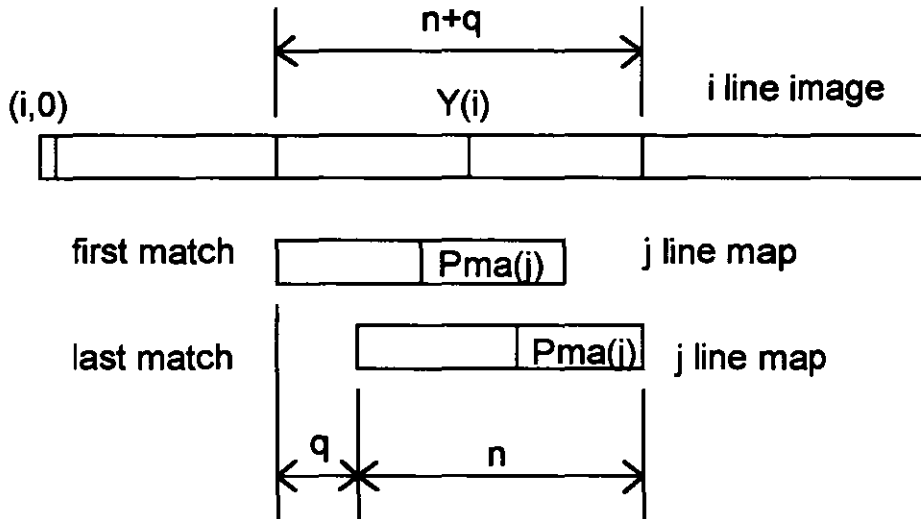 n+q
(i,0)
Y(i)
i line image
first match
Pma(j)
j line map
last match
Pma(j)
j line map
q
n